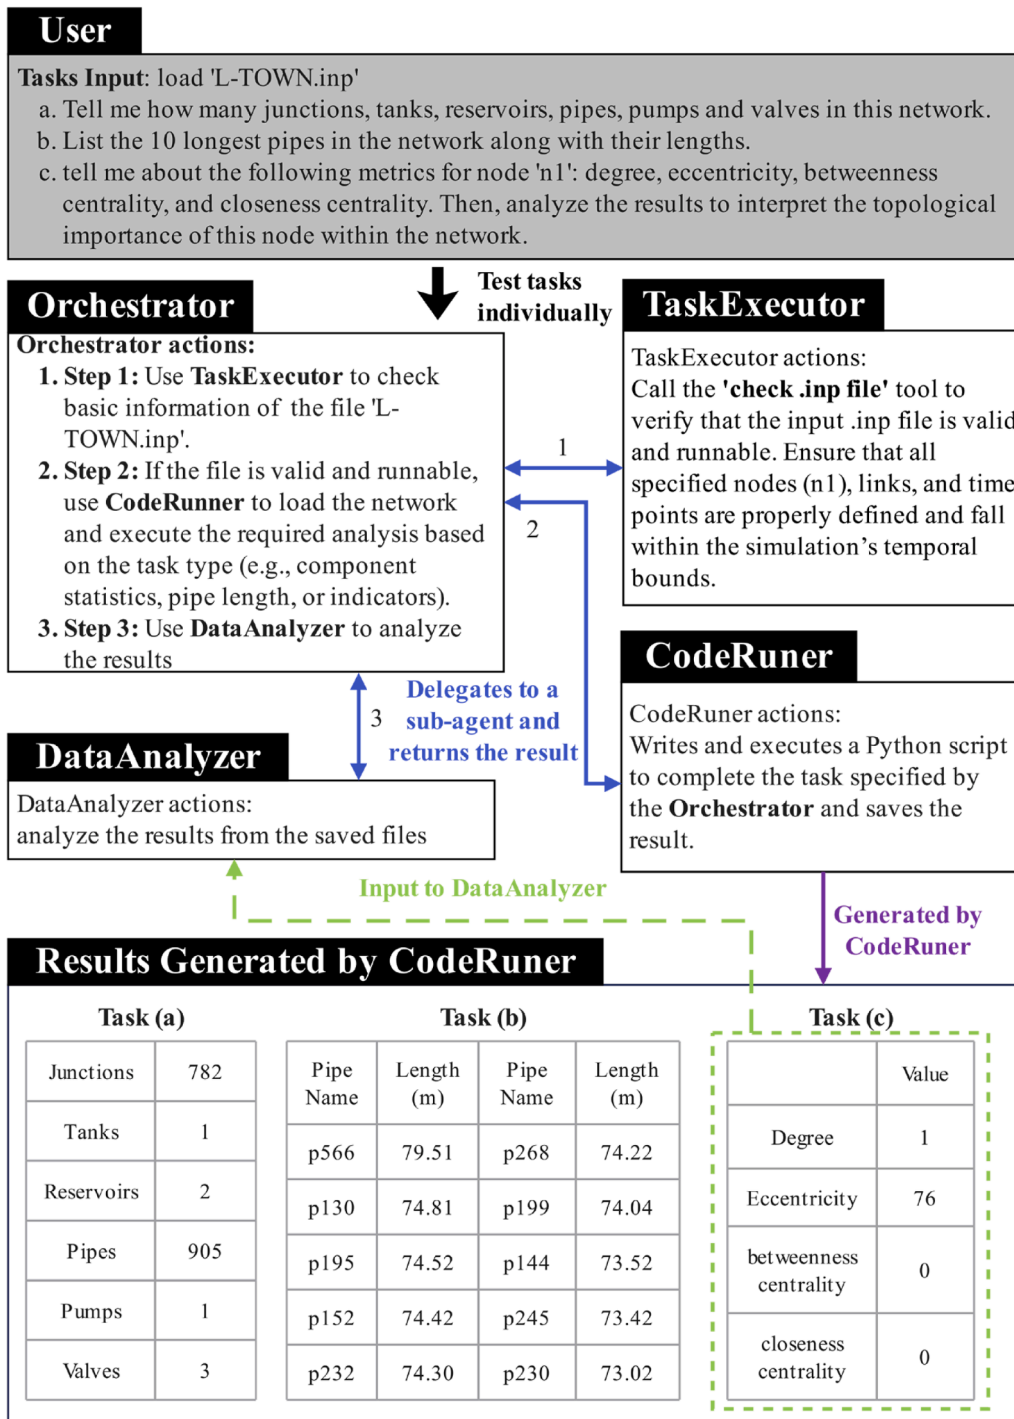 User
Tasks Input: load 'L-TOWN.inp'
a. Tell me how many junctions, tanks, reservoirs, pipes, pumps and valves in this network.
b. List the 10 longest pipes in the network along with their lengths.
c. tell me about the following metrics for node 'n1': degree, eccentricity, betweenness
centrality, and closeness centrality. Then, analyze the results to interpret the topological
importance of this node within the network.
Test tasks
individually
Orchestrator
Orchestrator actions:
1. Step 1: Use TaskExecutor to check
basic information of the file 'L-
TOWN.inp'.
2. Step 2: If the file is valid and runnable,
use CodeRunner to load the network
and execute the required analysis based
on the task type (e.g., component
statistics, pipe length, or indicators).
3. Step 3: Use DataAnalyzer to analyze
the results
1
2
TaskExecutor
TaskExecutor actions:
Call the 'check .inp file' tool to
verify that the input .inp file is valid
and runnable. Ensure that all
specified nodes (n1), links, and time
points are properly defined and fall
within the simulation's temporal
bounds.
3
Delegates to a
sub-agent and
returns the result
CodeRuner
CodeRuner actions:
Writes and executes a Python script
to complete the task specified by
the Orchestrator and saves the
result.
DataAnalyzer
DataAnalyzer actions:
analyze the results from the saved files
Input to DataAnalyzer
Generated by
CodeRuner
Results Generated by CodeRuner
Task (a)
Junctions 782
Tanks 1
Reservoirs 2
Pipes 905
Pumps 1
Valves 3
Task (b)
Pipe Length Pipe Length
Name (m) Name (m)
p566 79.51 p268 74.22
p130 74.81 p199 74.04
p195 74.52 p144 73.52
p152 74.42 p245 73.42
p232 74.30 p230 73.02
Task (c)
Value
Degree 1
Eccentricity 76
betweenness
centrality 0
closeness
centrality 0